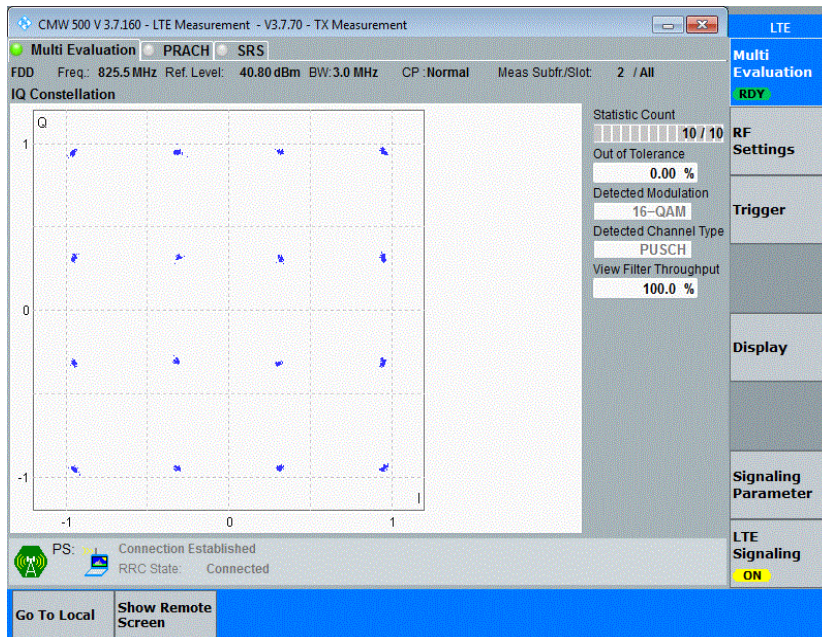 CMW 500 V 3.7.160 - LTE Measurement - V3.7.70 - TX Measurement
LTE
Multi Evaluation PRACH SRS
Multi
Evaluation
RDY
FDD Freq.: 825.5 MHz Ref. Level: 40.80 dBm BW: 3.0 MHz CP : Normal Meas Subfr./Slot: 2 / All
IQ Constellation
Q
1
0
-1
I
-1 0 1
Statistic Count
10 / 10
Out of Tolerance
0.00 %
Detected Modulation
16-QAM
Detected Channel Type
PUSCH
View Filter Throughput
100.0 %
RF
Settings
Trigger
Display
Signaling
Parameter
LTE
Signaling
ON
PS: Connection Established
RRC State: Connected
Go To Local
Show Remote
Screen